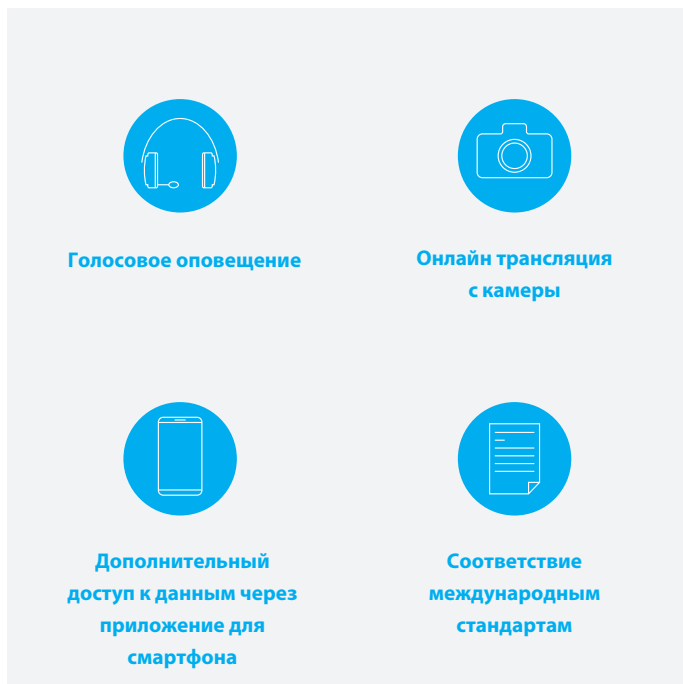 Голосовое оповещение
Онлайн трансляция
с камеры
Дополнительный
доступ к данным через
приложение для
смартфона
Соответствие
международным
стандартам